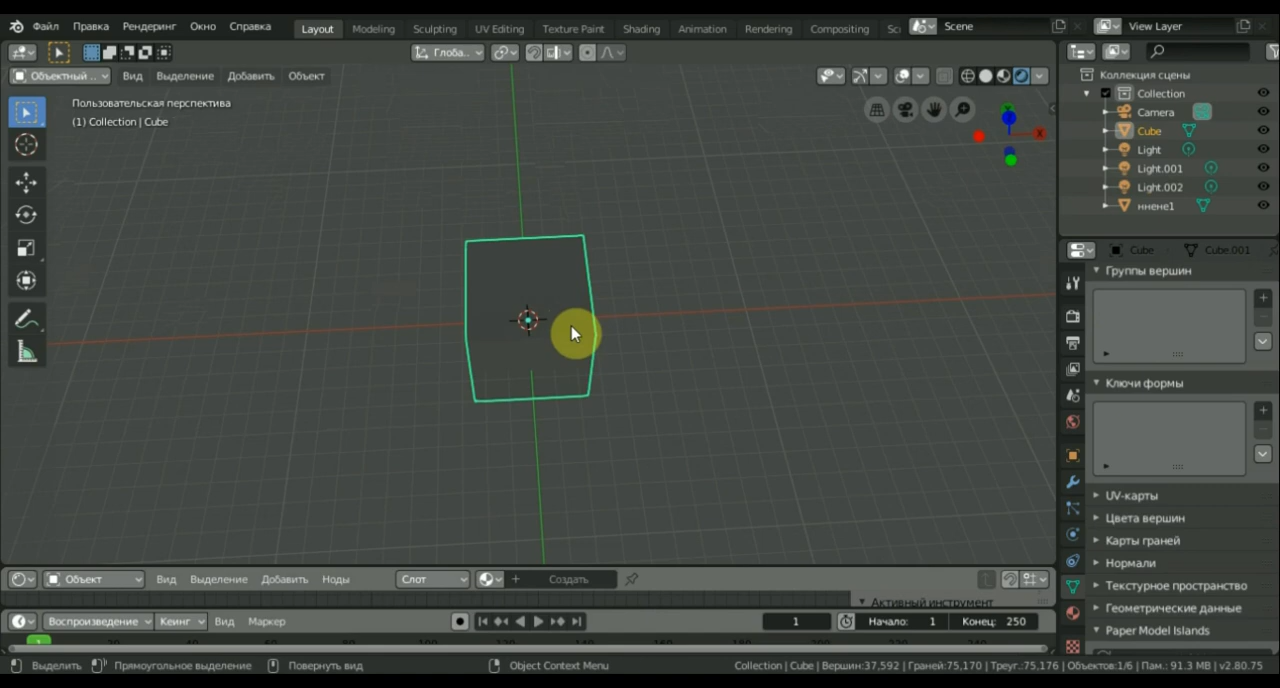 Файл Правка Рендеринг Окно Справка Layout Modeling Sculpting UV Editing Texture Paint Shading Animation Rendering Compositing Sc Scene View Layer
Глоба..
Объектный .. Вид Выделение Добавить Объект
Пользовательская перспектива
(1) Collection | Cube
X
Коллекция сцены
Collection
Camera
Cube
Light
Light.001
Light.002
ннене1
Cube Cube.001
Группы вершин
Ключи формы
UV-карты
Цвета вершин
Карты граней
Нормали
Текстурное пространство
Геометрические данные
Paper Model Islands
Объект Вид Выделение Добавить Ноды Слот Создать
Активный инструмент
Воспроизведение Кеинг Вид Маркер 1 Начало: 1 Конец: 250
1
Выделить Прямоугольное выделение Повернуть вид Object Context Menu Collection | Cube | Вершин:37,592 | Граней:75,170 | Треуг.:75,176 | Объектов:1/6 | Пам.: 91.3 MB | v2.80.75